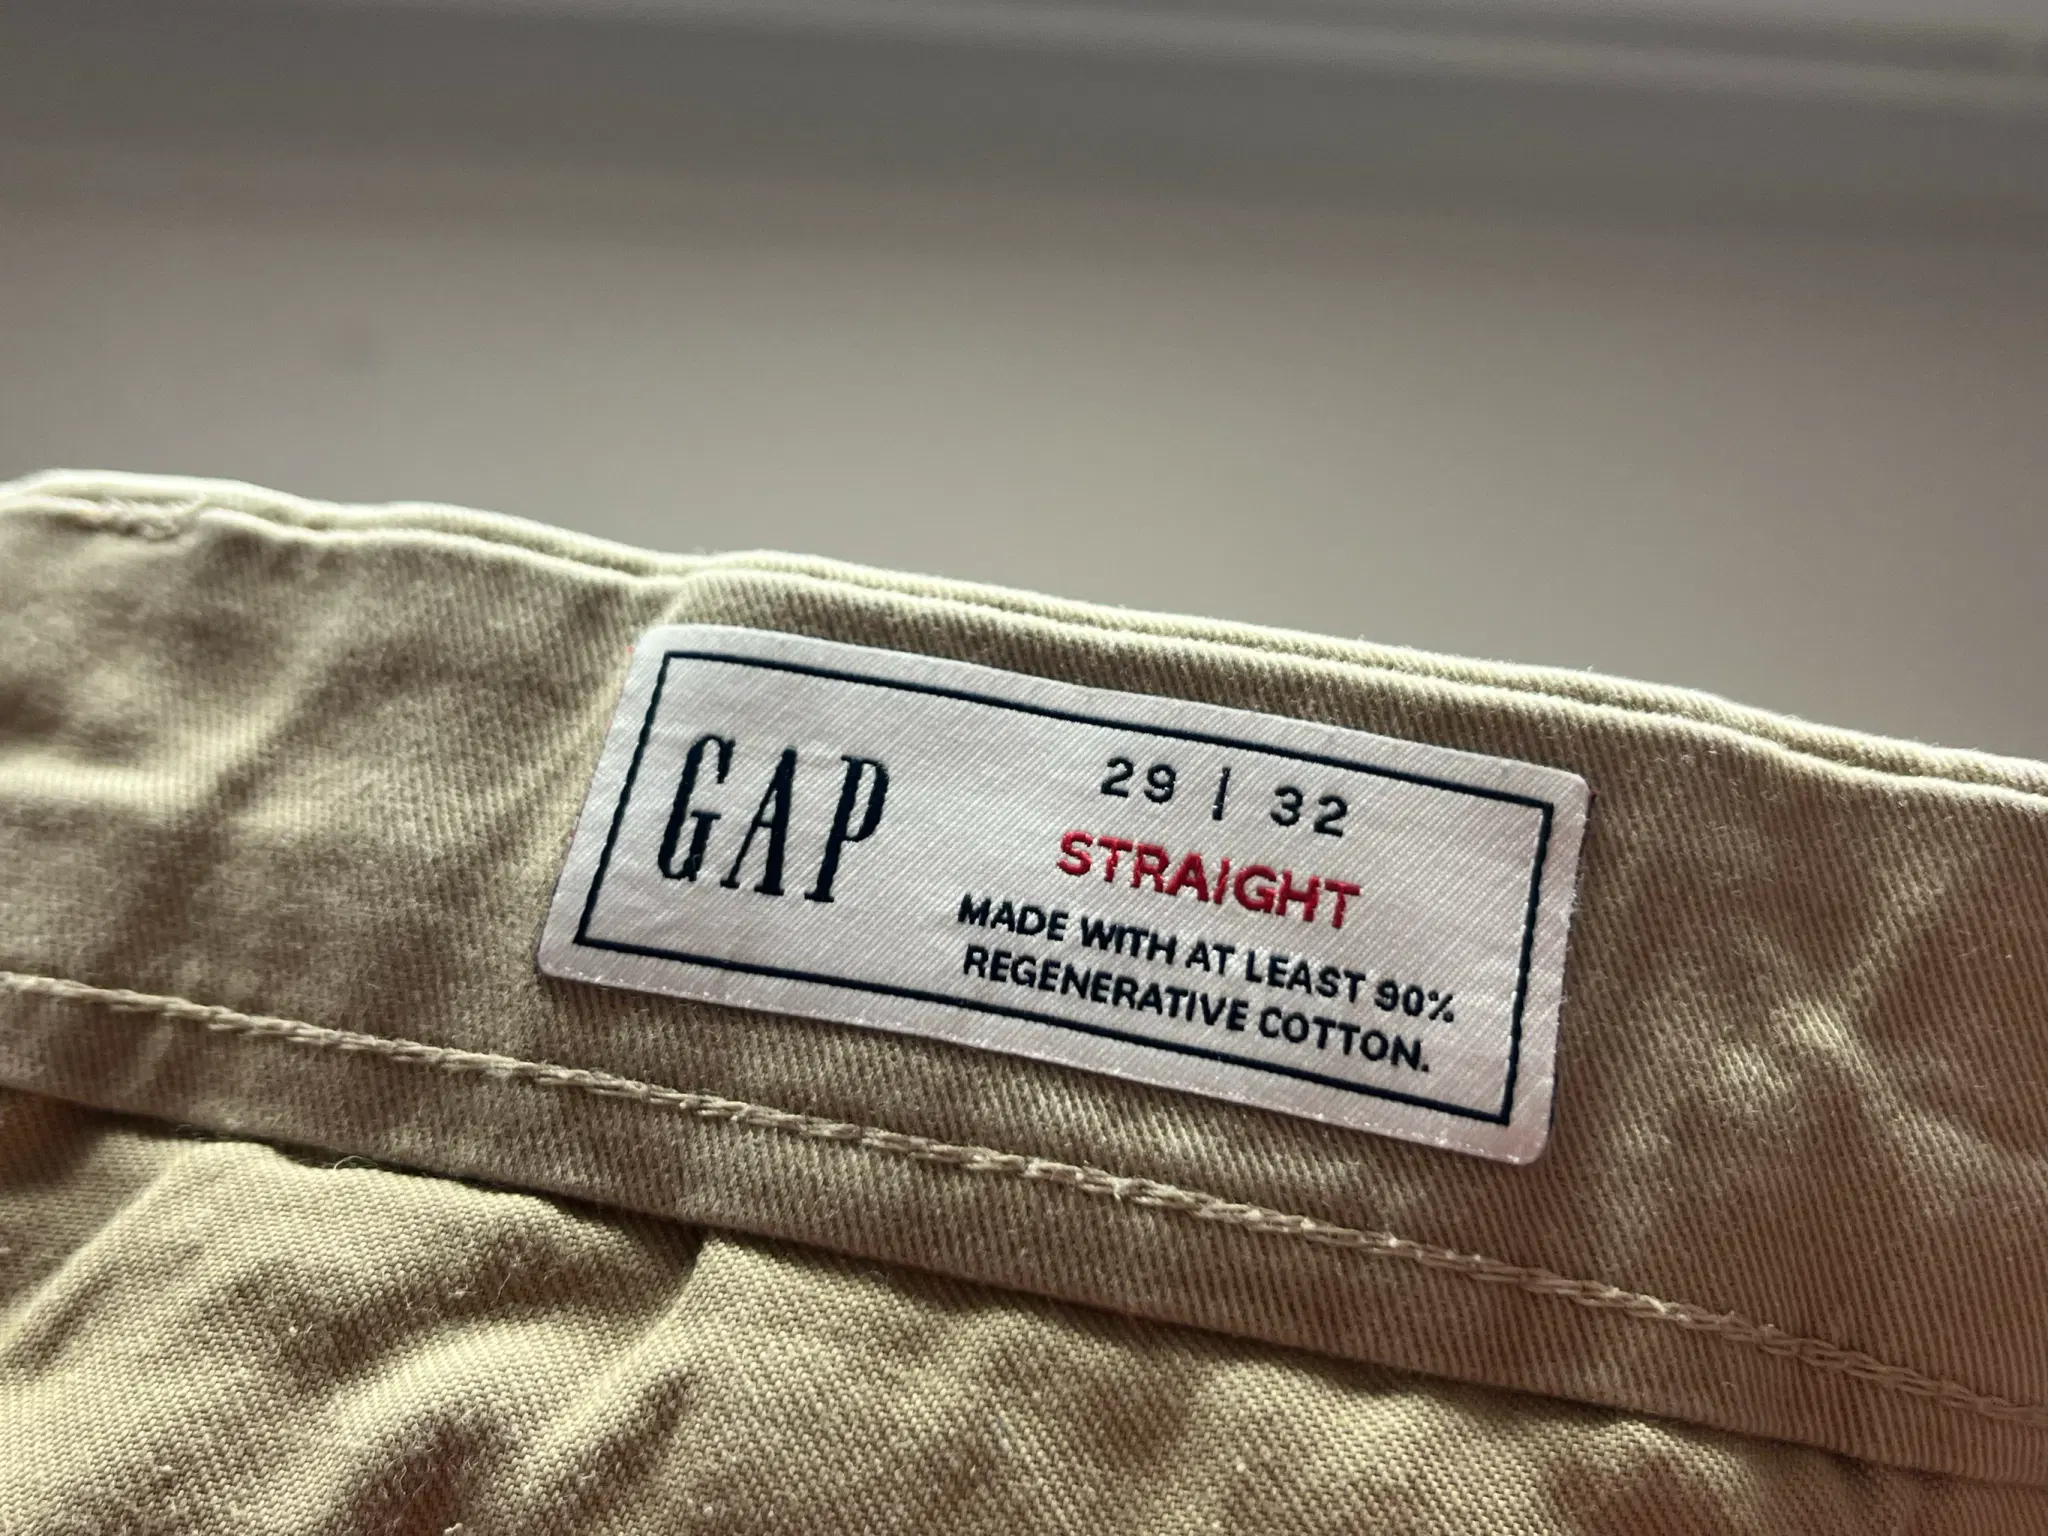 GAP
29 | 32
STRAIGHT
MADE WITH AT LEAST 90%
REGENERATIVE COTTON.